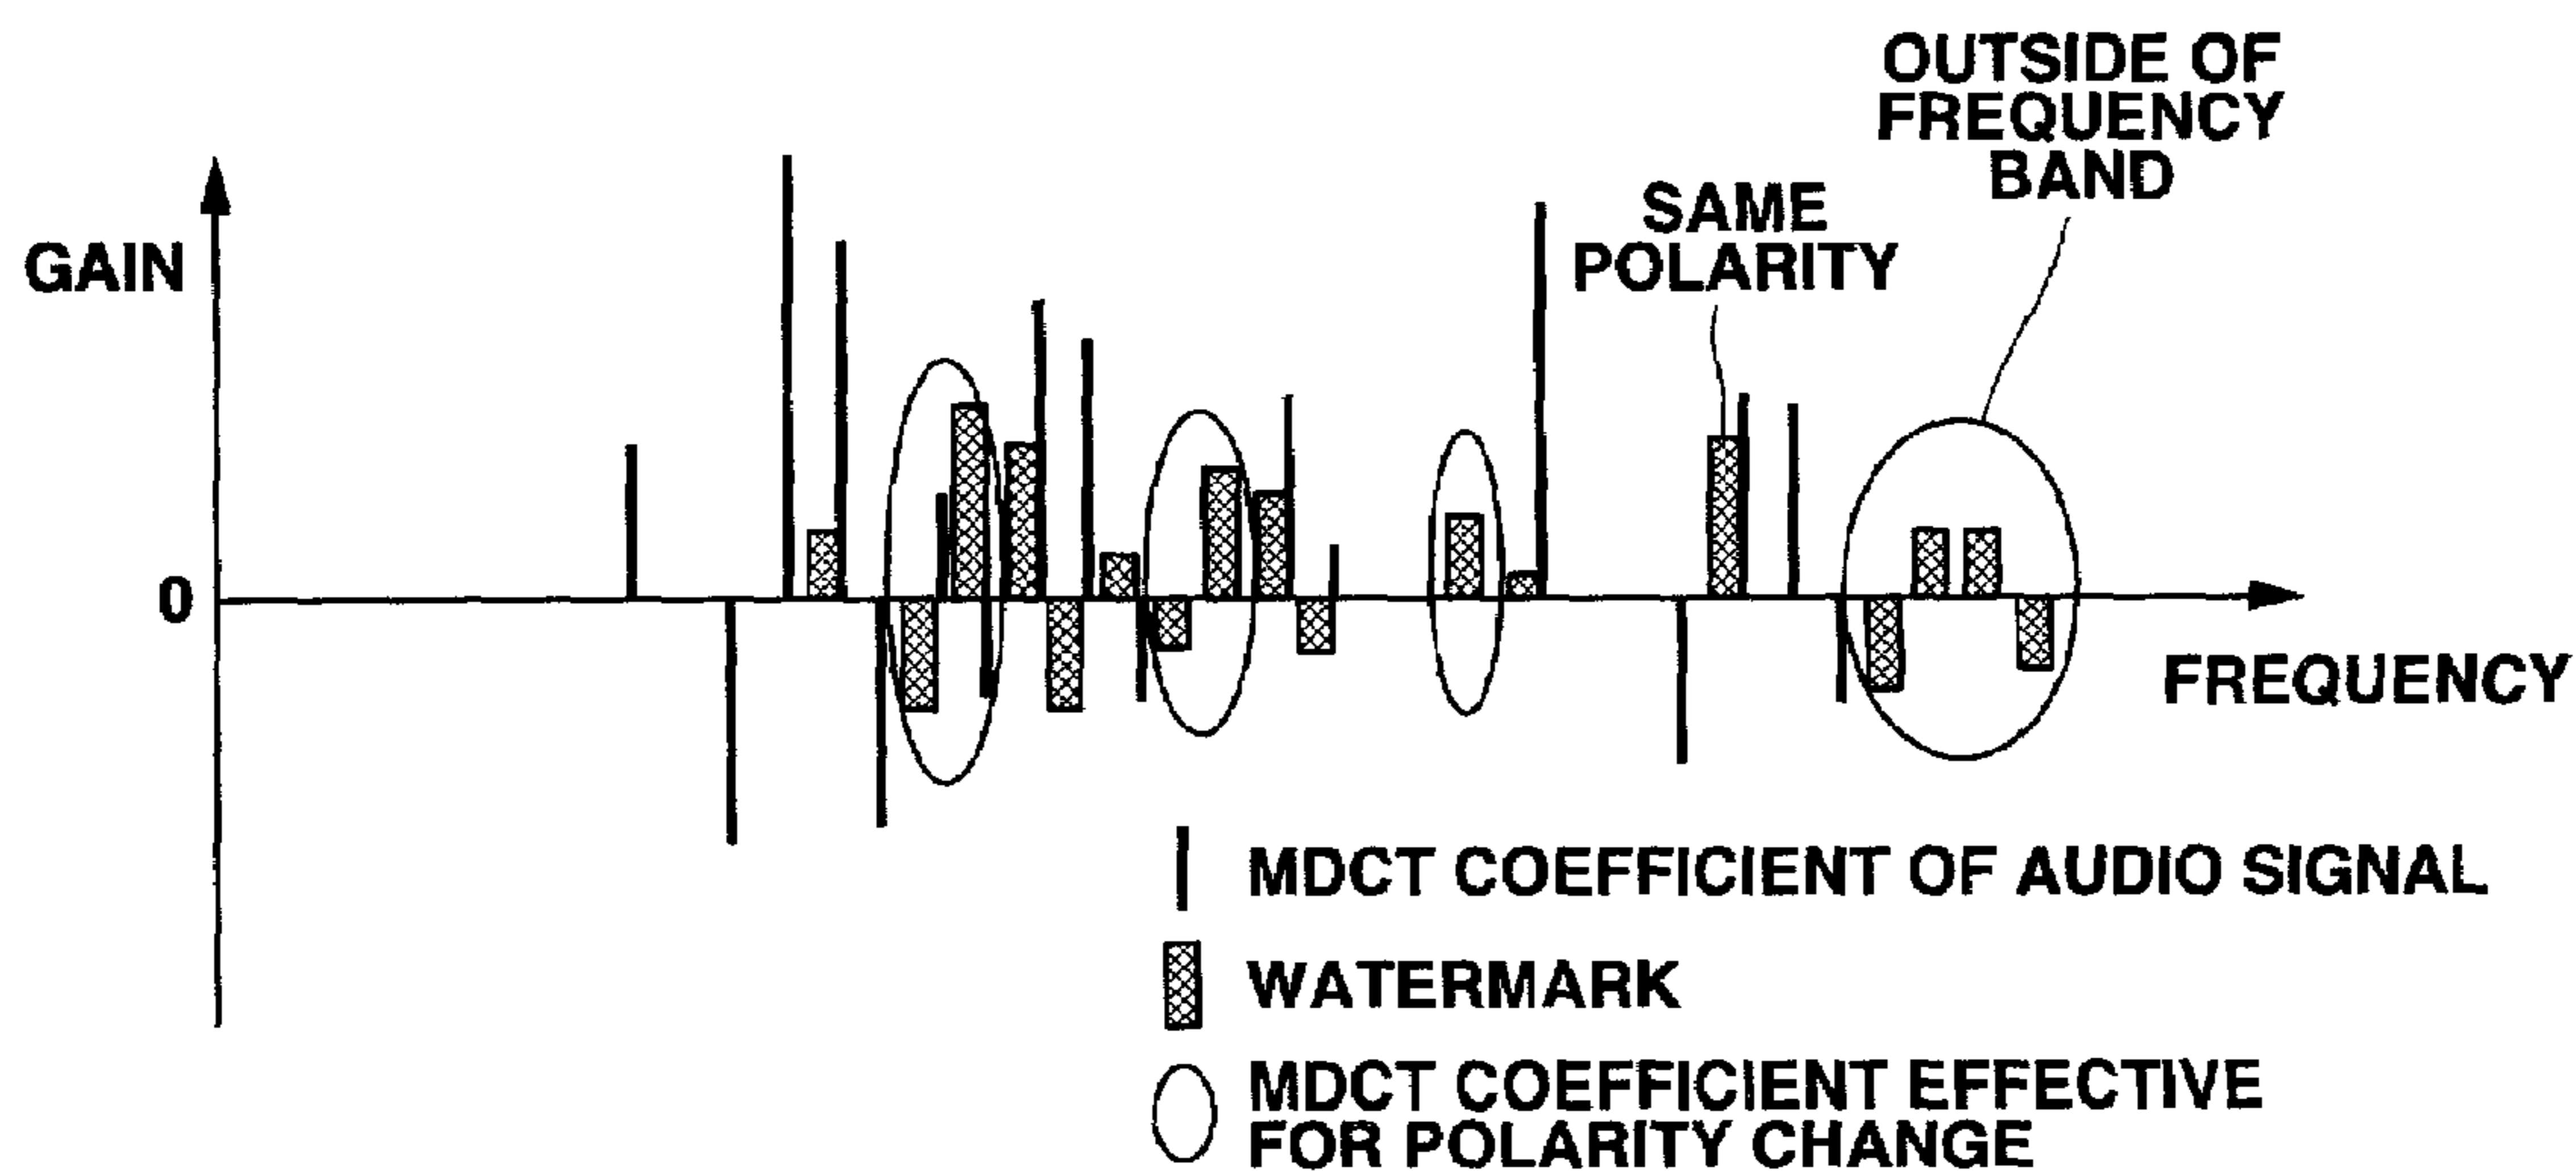 OUTSIDE OF
FREQUENCY
BAND
SAME
POLARITY
GAIN
0
FREQUENCY
MDCT COEFFICIENT OF AUDIO SIGNAL
WATERMARK
MDCT COEFFICIENT EFFECTIVE
FOR POLARITY CHANGE